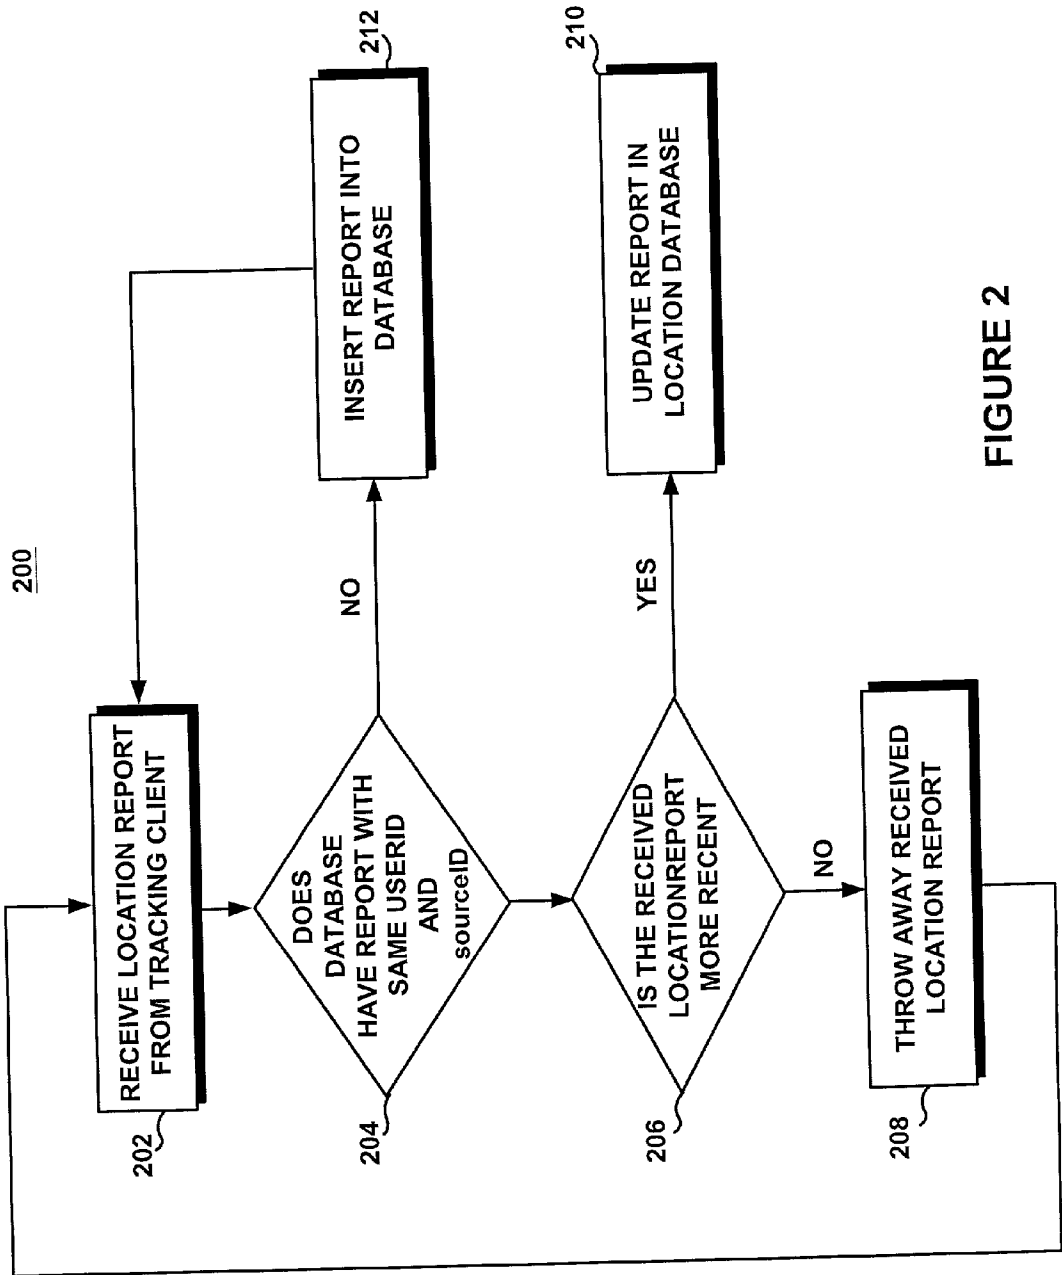 200
RECEIVE LOCATION REPORT
FROM TRACKING CLIENT
202
DOES
DATABASE
HAVE REPORT WITH
SAME USERID
AND
sourceID
204
NO
INSERT REPORT INTO
DATABASE
212
IS THE RECEIVED
LOCATIONREPORT
MORE RECENT
206
YES
UPDATE REPORT IN
LOCATION DATABASE
210
NO
THROW AWAY RECEIVED
LOCATION REPORT
208
FIGURE 2